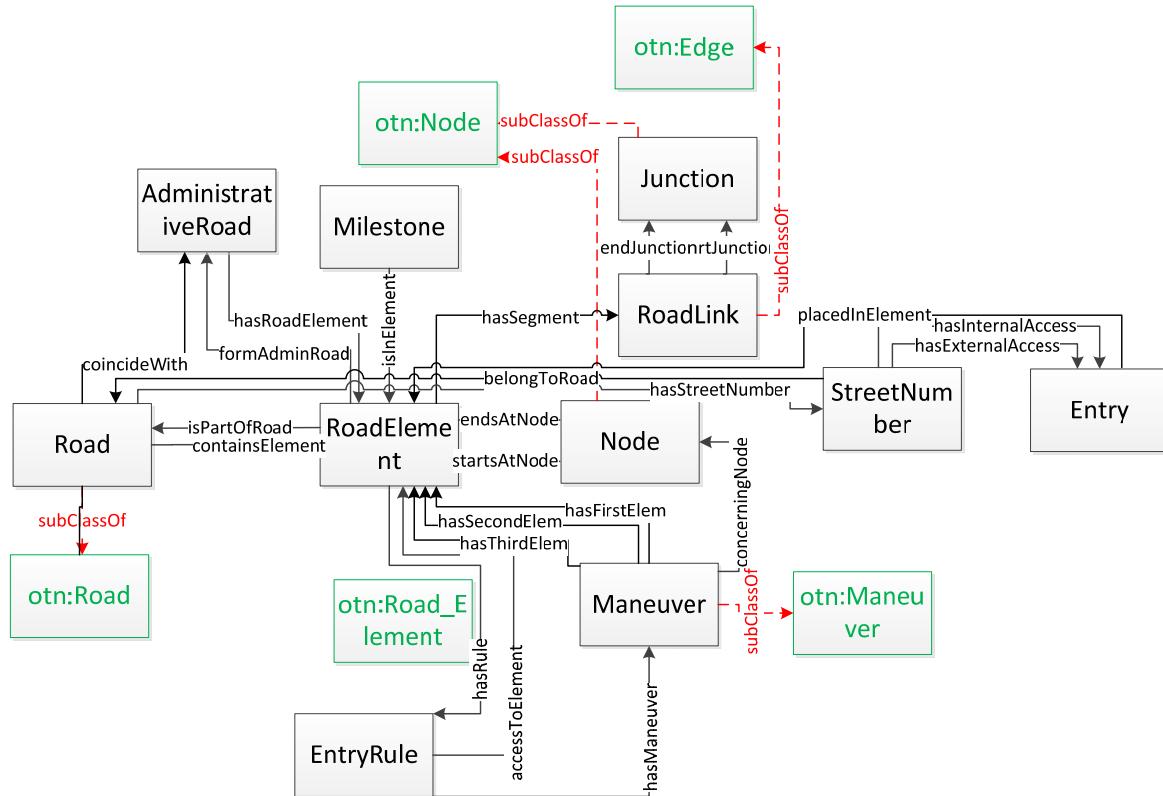 otn:Edge
otn:Node
subClassOf
subClassOf
Junction
Administrat
iveRoad
Milestone
endJunctionrtJunction
subClassOf
RoadLink
hasSegment
placedInElement
hasInternalAccess
hasExternalAccess
hasRoadElement
formAdminRoad
isInElement
coincideWith
belongToRoad
hasStreetNumber
StreetNum
ber
Entry
Road
isPartOfRoad
containsElement
RoadEleme
nt
endsAtNode
startsAtNode
Node
concerningNode
hasFirstElem
hasSecondElem
hasThirdElem
subClassOf
otn:Road
otn:Road_E
lement
Maneuver
subClassOf
otn:Maneu
ver
hasRule
accessToElement
hasManeuver
EntryRule